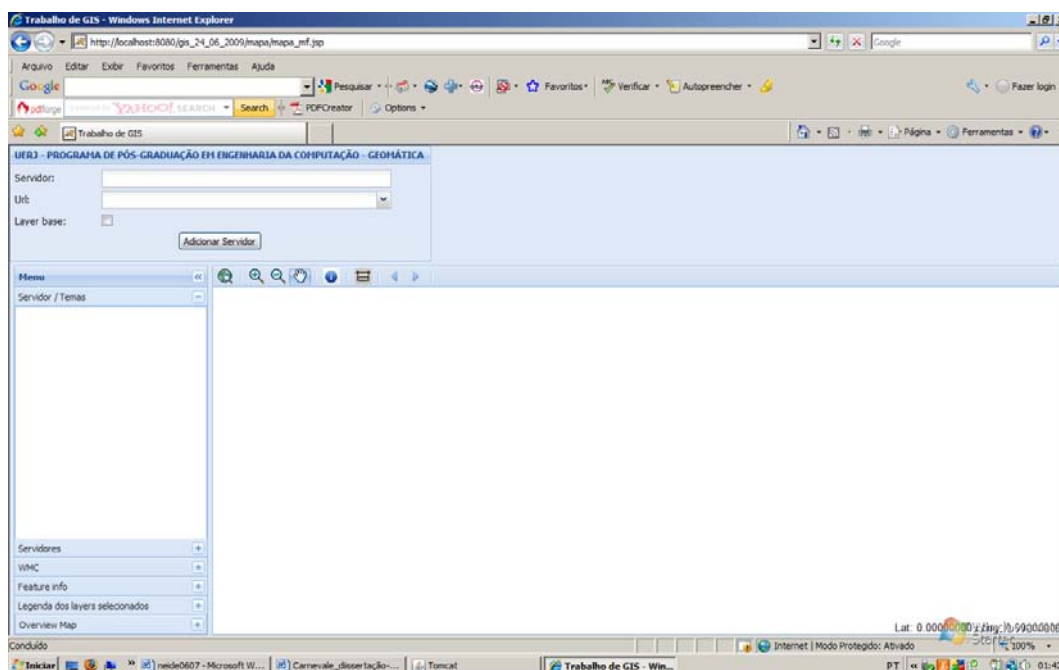 Trabalho de GIS - Windows Internet Explorer
http://localhost:8080/gis_24_06_2009/mapa/mapa_mf.jsp
Google
Arquivo Editar Exibir Favoritos Ferramentas Ajuda
Google Pesquisar Favoritos Verificar Autopreencher Fazer login
pdfforge YAHOO! SEARCH Search PDFCreator Options
Trabalho de GIS Página Ferramentas
UERJ - PROGRAMA DE PÓS-GRADUAÇÃO EM ENGENHARIA DA COMPUTAÇÃO - GEOMÁTICA
Servidor:
Url:
Layer base:
Adicionar Servidor
Menu
Servidor / Temas
Servidores
WMC
Feature info
Legenda dos layers selecionados
Overview Map
Lat: 0.00000000
Concluído Internet | Modo Protegido: Ativado 100%
Iniciar neide0607 - Microsoft W... Carnevale_dissertação-... Tomcat Trabalho de GIS - Win... PT